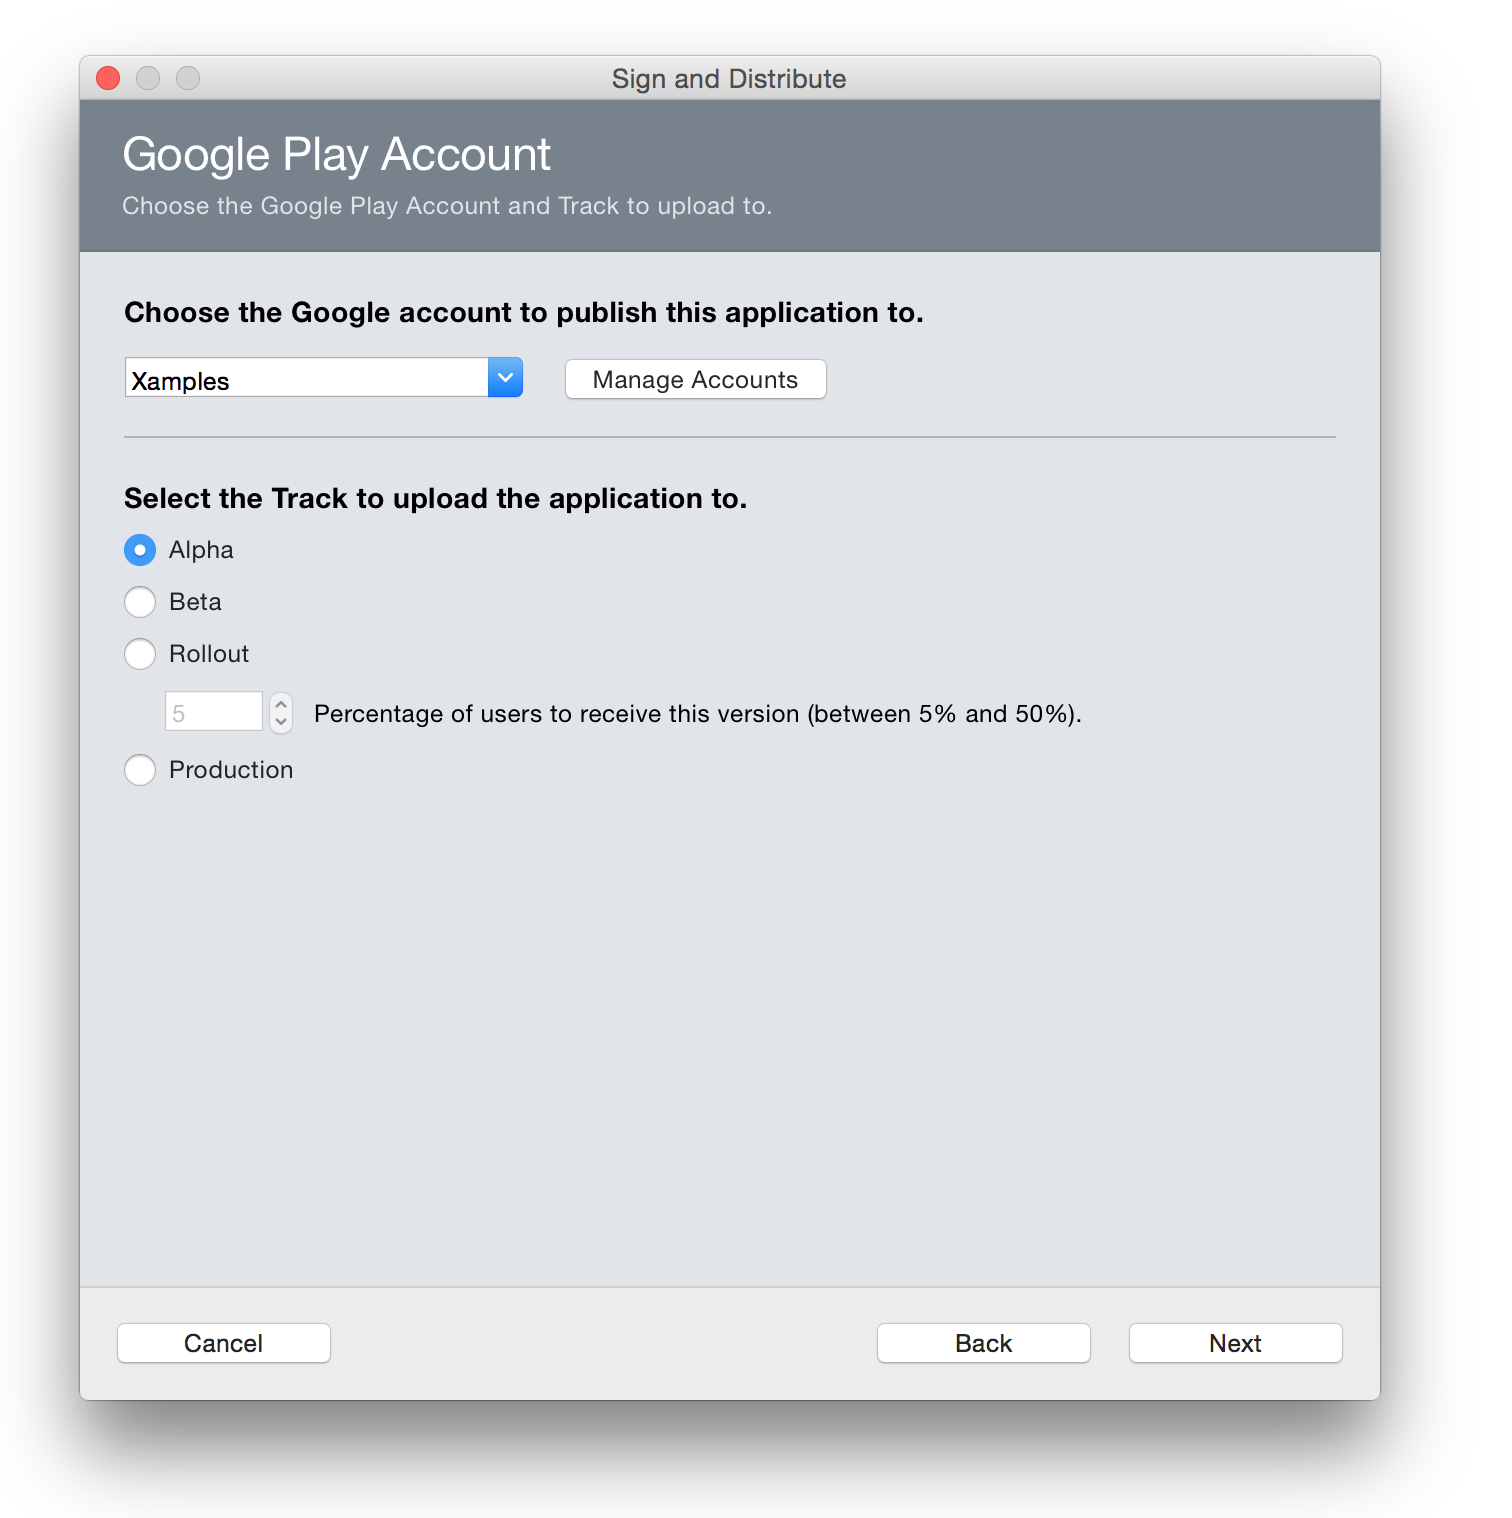 Sign and Distribute
Google Play Account
Choose the Google Play Account and Track to upload to.
Choose the Google account to publish this application to.
Xamples
Manage Accounts
Select the Track to upload the application to.
Alpha
Beta
Rollout
5
Percentage of users to receive this version (between 5% and 50%).
Production
Cancel
Back
Next